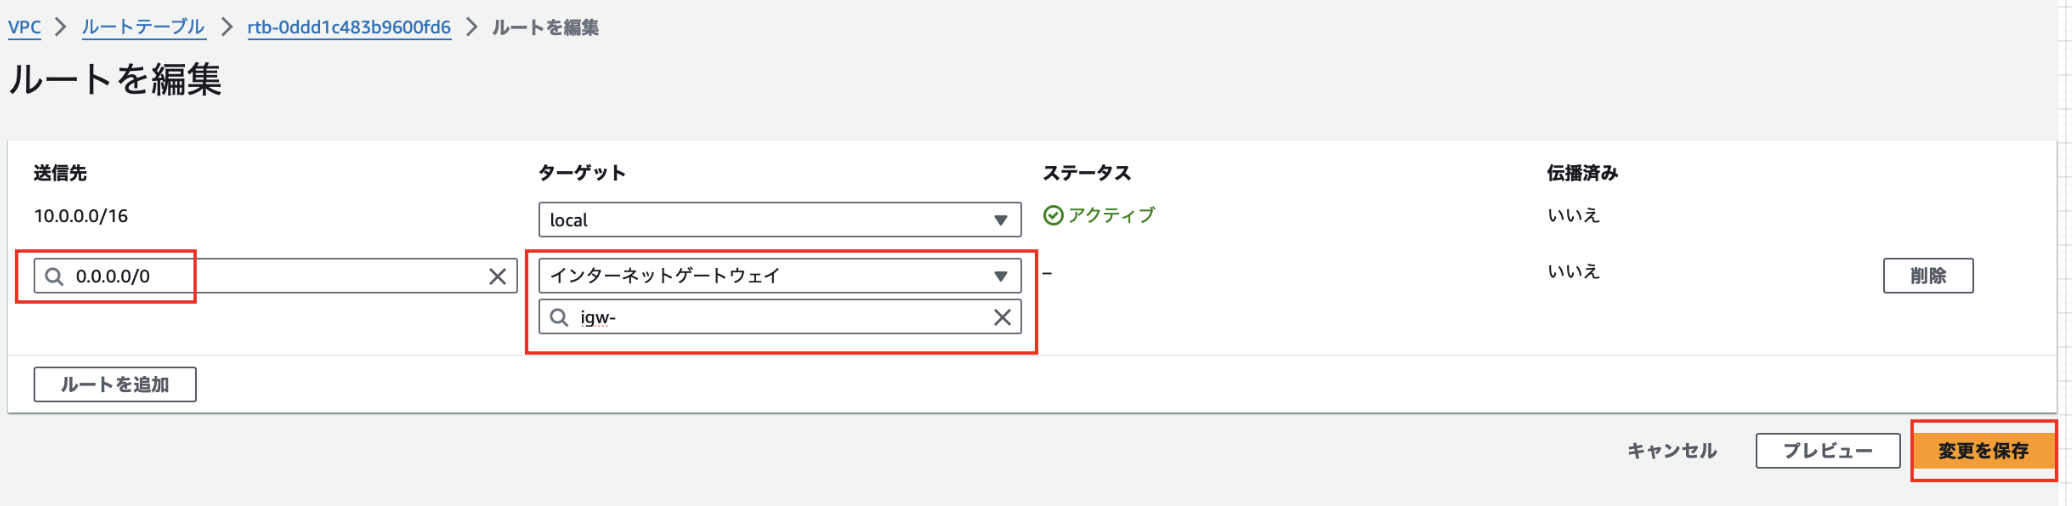 VPC > ルートテーブル > rtb-0ddd1c483b9600fd6 > ルートを編集
ルートを編集
送信先 ターゲット ステータス 伝播済み
10.0.0.0/16 local アクティブ いいえ
0.0.0.0/0 インターネットゲートウェイ – いいえ 削除
igw-
ルートを追加
キャンセル プレビュー 変更を保存